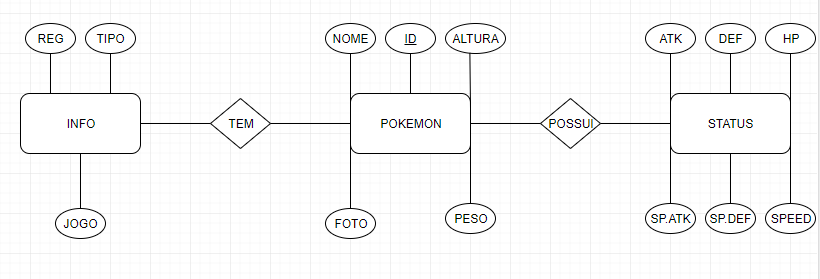 REG
TIPO
NOME
ID
ALTURA
ATK
DEF
HP
INFO
TEM
POKEMON
POSSUI
STATUS
JOGO
FOTO
PESO
SP.ATK
SP.DEF
SPEED